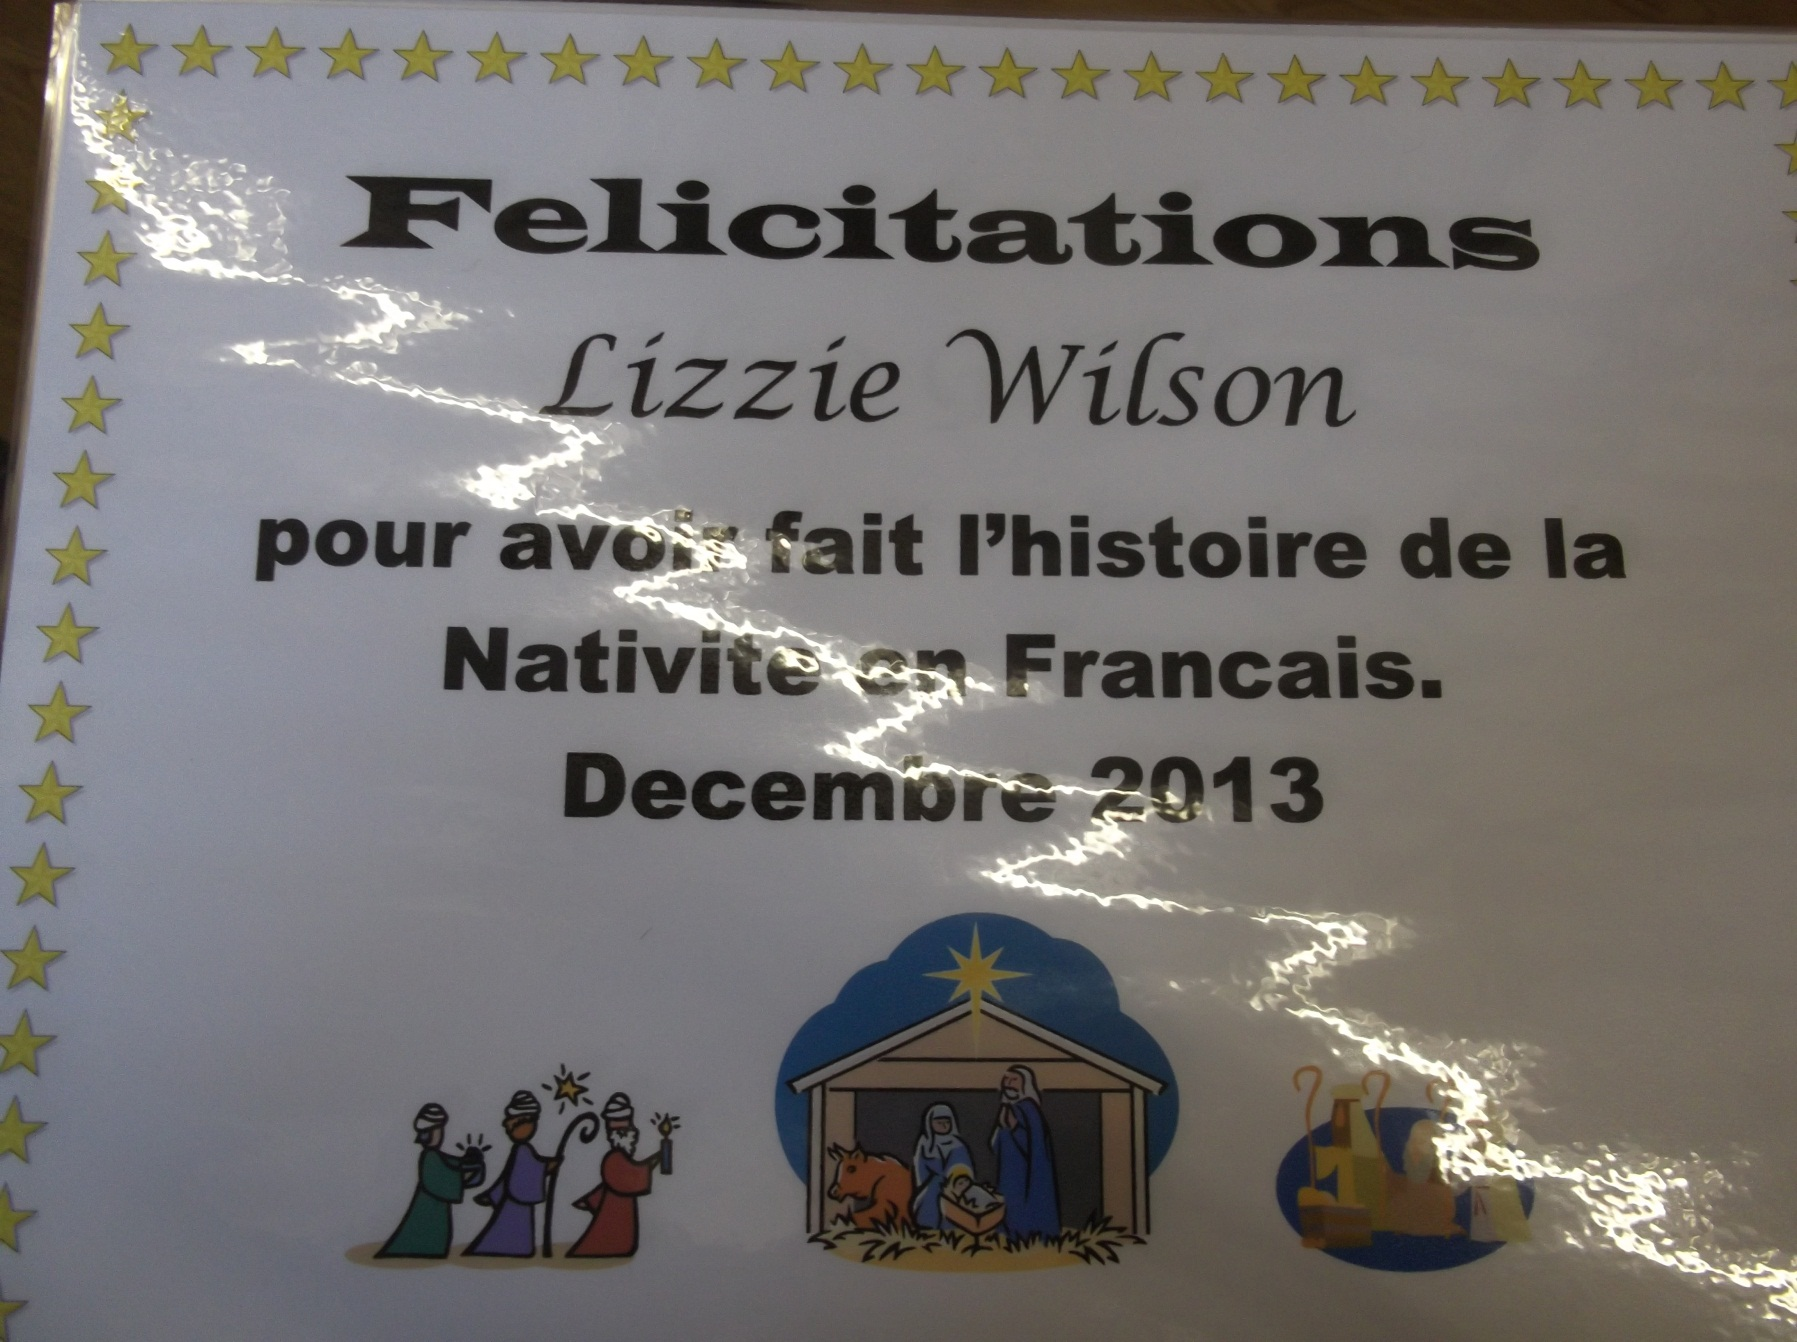 Felicitations
Lizzie Wilson
pour avoir fait l’histoire de la
Nativite en Francais.
Decembre 2013